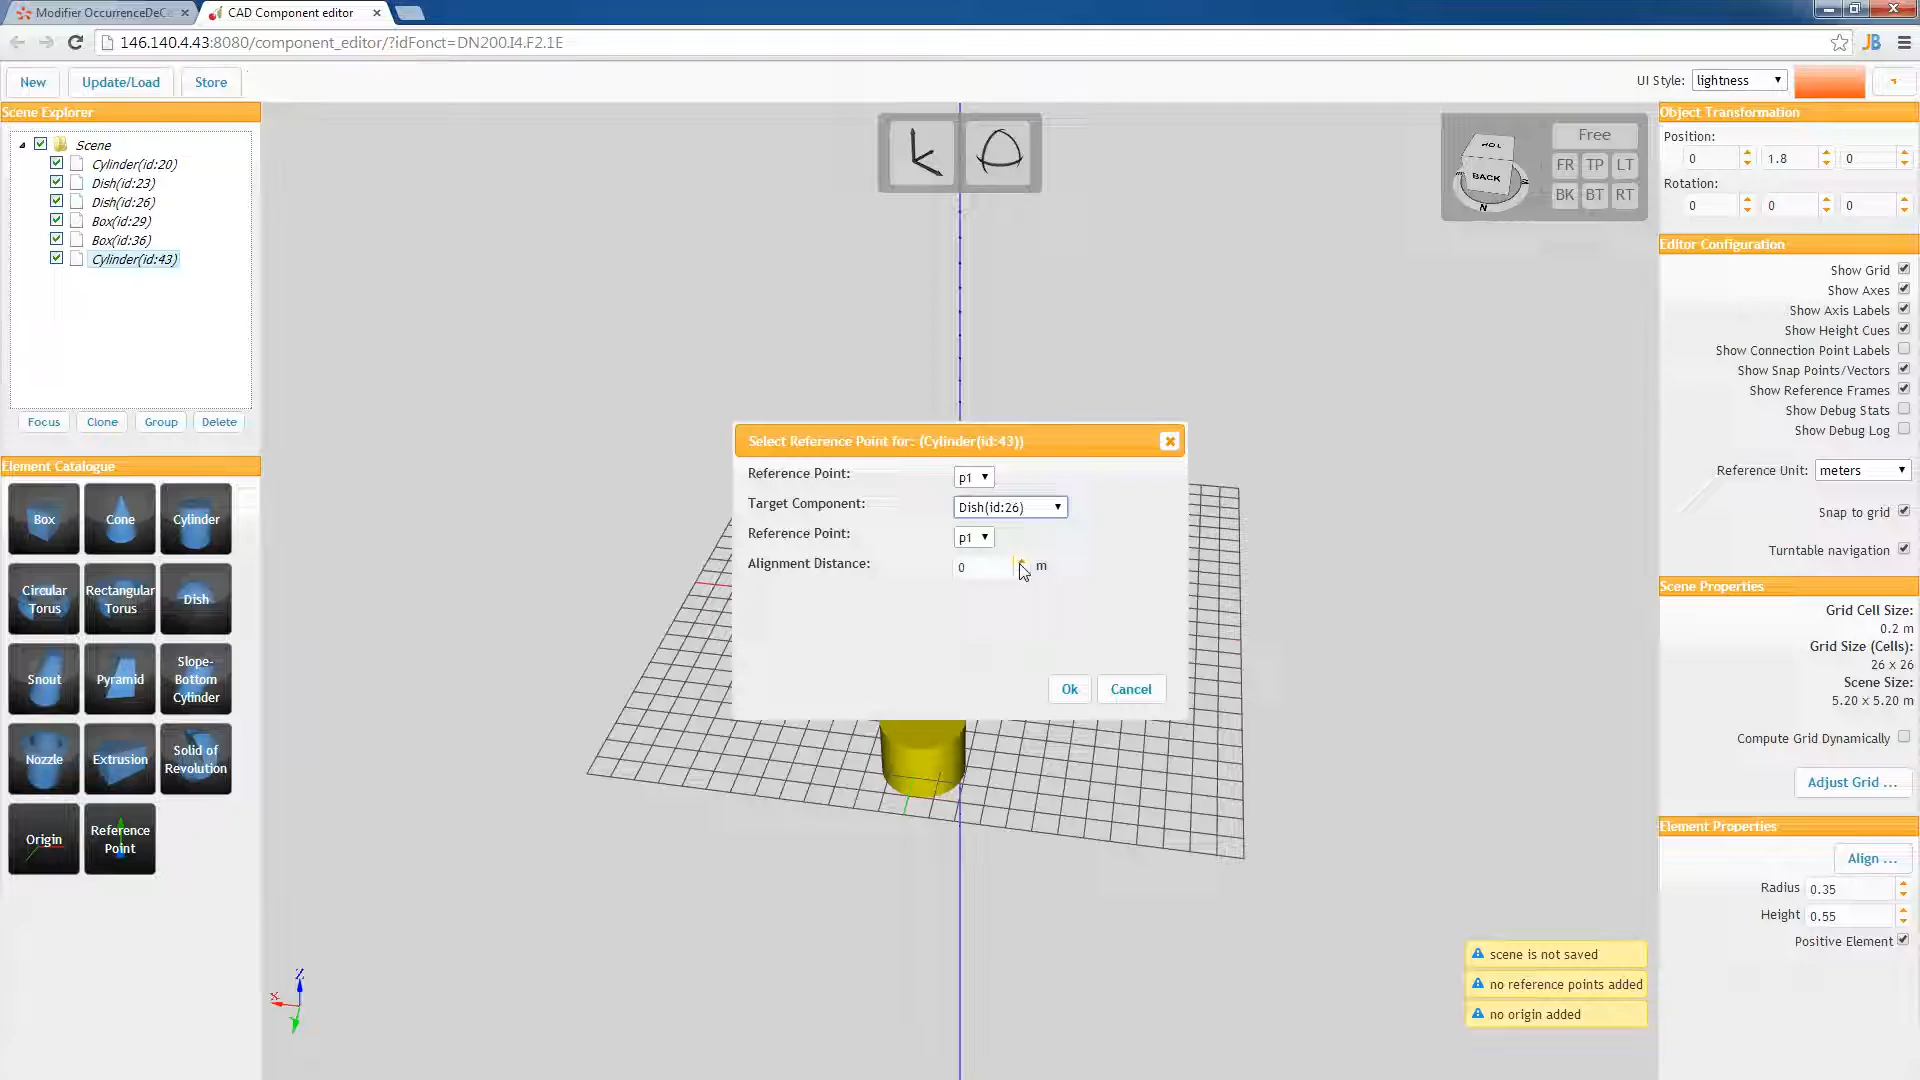 Modifier OccurrenceDeCa
CAD Component editor
146.140.4.43:8080/component_editor/?idFonct=DN200.I4.F2.1E
JB
New
Update/Load
Store
UI Style:
lightness
Scene Explorer
Scene
Cylinder(id:20)
Dish(id:23)
Dish(id:26)
Box(id:29)
Box(id:36)
Cylinder(id:43)
Focus
Clone
Group
Delete
Element Catalogue
Box
Cone
Cylinder
Circular Torus
Rectangular Torus
Dish
Snout
Pyramid
Slope-Bottom Cylinder
Nozzle
Extrusion
Solid of Revolution
Origin
Reference Point
TOP
BACK
N
Free
FR
TP
LT
BK
BT
RT
Select Reference Point for: (Cylinder(id:43))
Reference Point:
p1
Target Component:
Dish(id:26)
Reference Point:
p1
Alignment Distance:
0
m
Ok
Cancel
Z
X
Y
Object Transformation
Position:
0
1.8
0
Rotation:
0
0
0
Editor Configuration
Show Grid
Show Axes
Show Axis Labels
Show Height Cues
Show Connection Point Labels
Show Snap Points/Vectors
Show Reference Frames
Show Debug Stats
Show Debug Log
Reference Unit:
meters
Snap to grid
Turntable navigation
Scene Properties
Grid Cell Size:
0.2 m
Grid Size (Cells):
26 x 26
Scene Size:
5.20 x 5.20 m
Compute Grid Dynamically
Adjust Grid ...
Element Properties
Align ...
Radius
0.35
Height
0.55
Positive Element
scene is not saved
no reference points added
no origin added